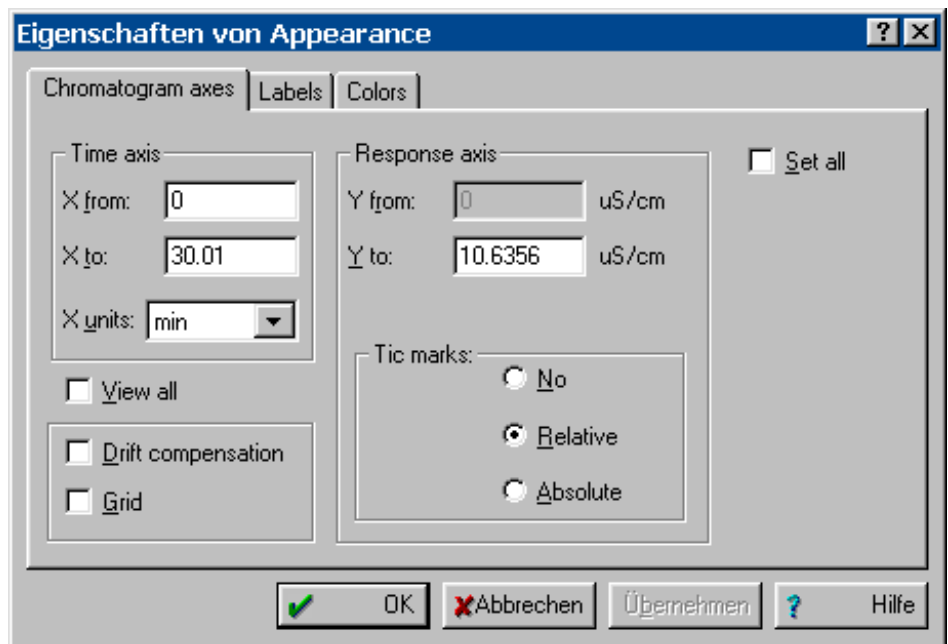 Eigenschaften von Appearance
?
Chromatogram axes
Labels
Colors
Time axis
X from: 0
X to: 30.01
X units: min
View all
Drift compensation
Grid
Response axis
Y from: 0 uS/cm
Y to: 10.6356 uS/cm
Tic marks:
No
Relative
Absolute
Set all
OK
Abbrechen
Übernehmen
? Hilfe